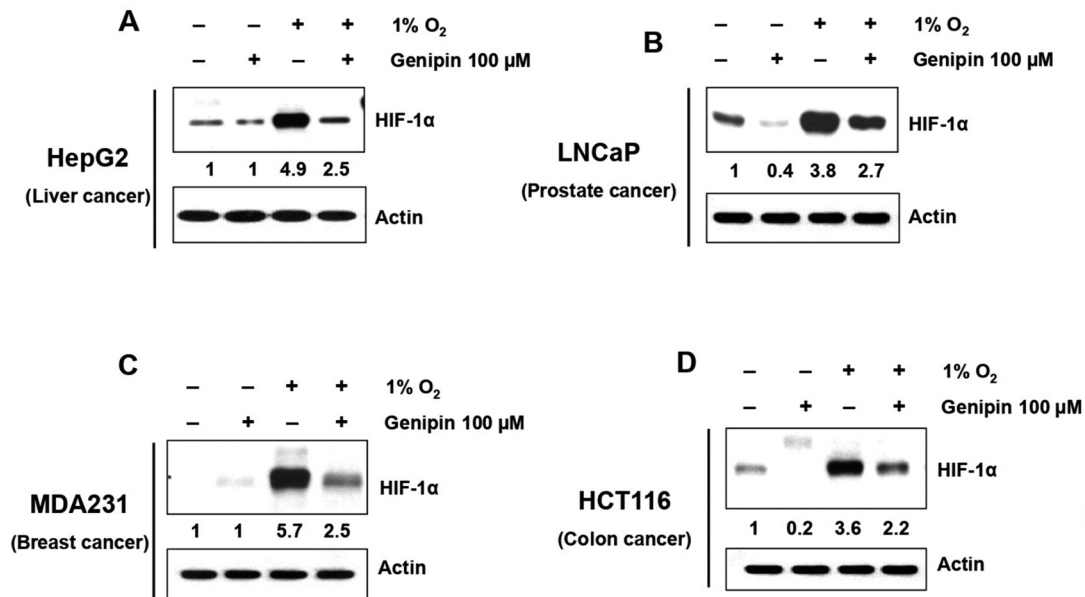 A
– – + + 1% O₂
– + – + Genipin 100 µM
HepG2
(Liver cancer)
HIF-1α
1 1 4.9 2.5
Actin
B
– – + + 1% O₂
– + – + Genipin 100 µM
LNCaP
(Prostate cancer)
HIF-1α
1 0.4 3.8 2.7
Actin
C
– – + + 1% O₂
– + – + Genipin 100 µM
MDA231
(Breast cancer)
HIF-1α
1 1 5.7 2.5
Actin
D
– – + + 1% O₂
– + – + Genipin 100 µM
HCT116
(Colon cancer)
HIF-1α
1 0.2 3.6 2.2
Actin